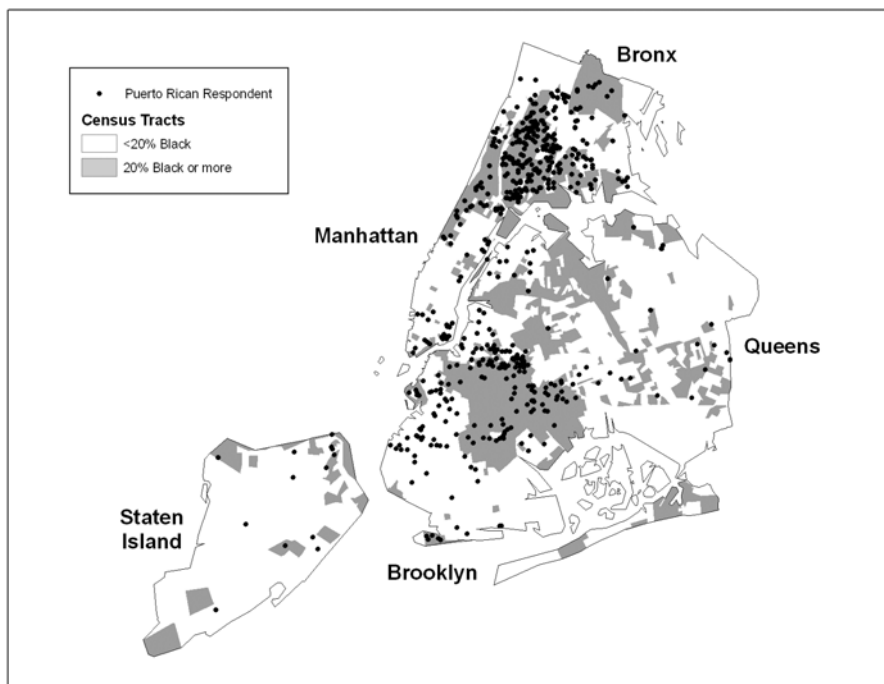 Bronx
Puerto Rican Respondent
Census Tracts
<20% Black
20% Black or more
Manhattan
Queens
Staten
Island
Brooklyn